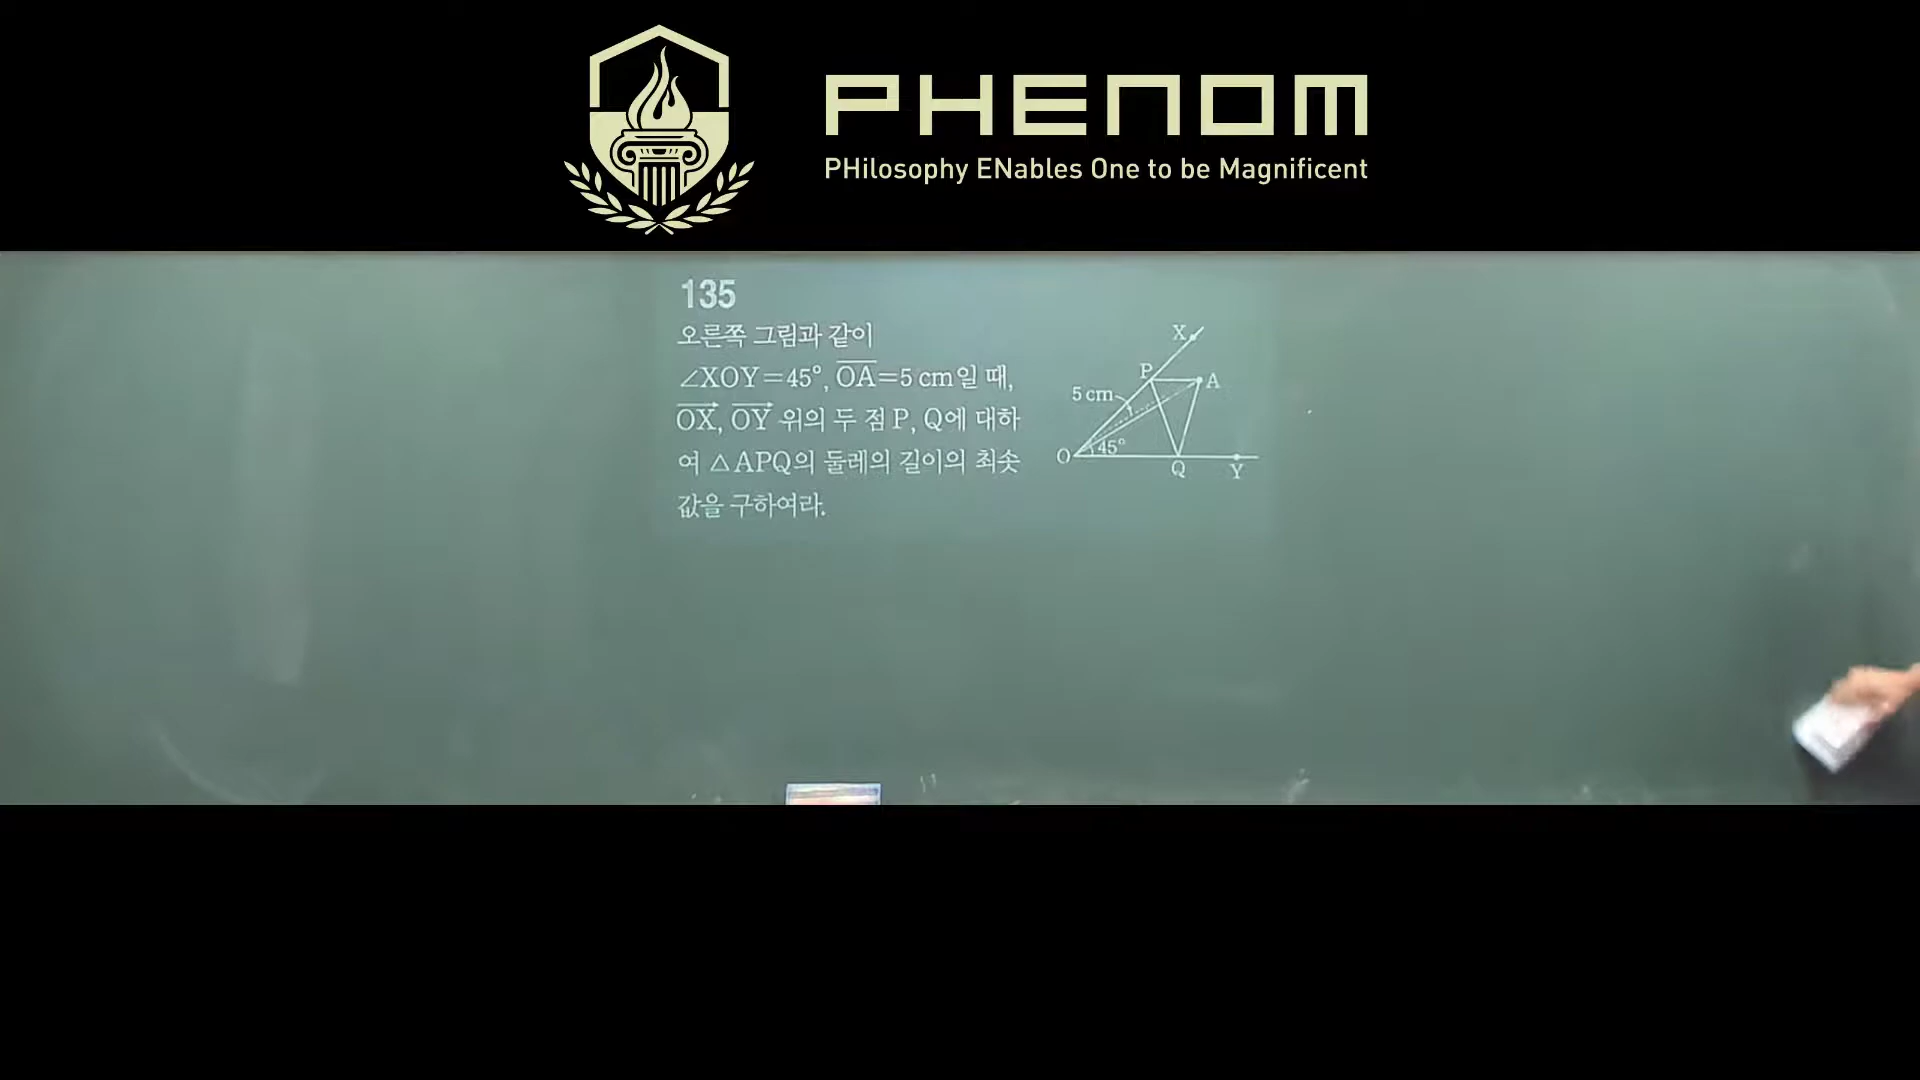 PHENOM
PHilosophy ENables One to be Magnificent
135
오른쪽 그림과 같이
∠XOY=45°, OA=5 cm일 때,
OX, OY 위의 두 점 P, Q에 대하
여 △APQ의 둘레의 길이의 최솟
값을 구하여라.
X
P
A
5 cm
45°
O
Q
Y